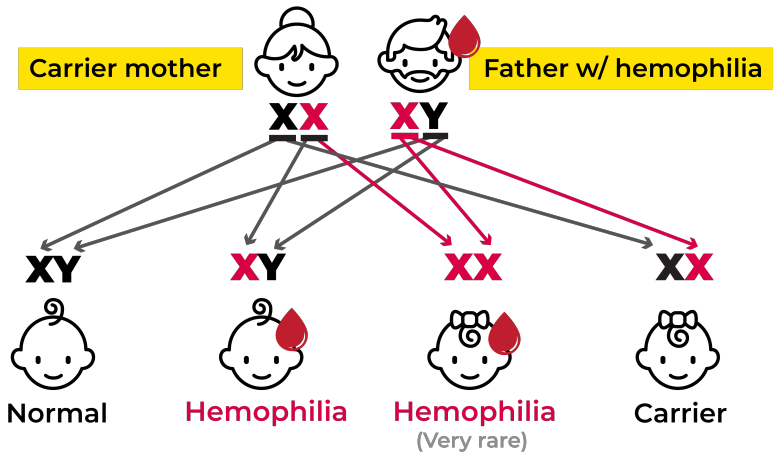 Carrier mother
Father w/ hemophilia
XX
XY
XY
XY
XX
XX
Normal
Hemophilia
Hemophilia
(Very rare)
Carrier